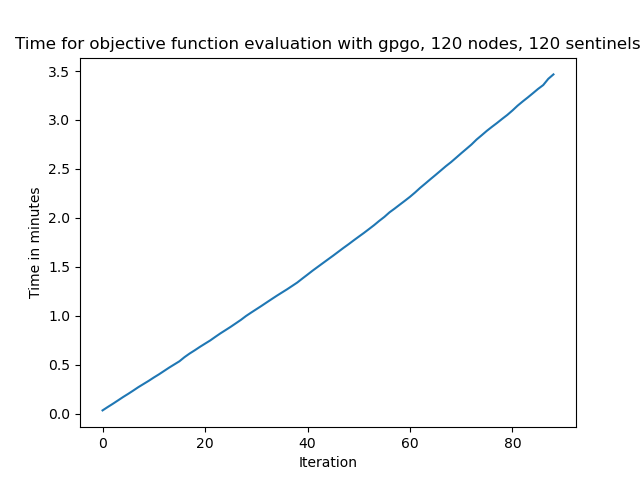 Time for objective function evaluation with gpgo, 120 nodes, 120 sentinels
3.5
3.0
2.5
2.0
1.5
1.0
0.5
0.0
Time in minutes
0 20 40 60 80
Iteration